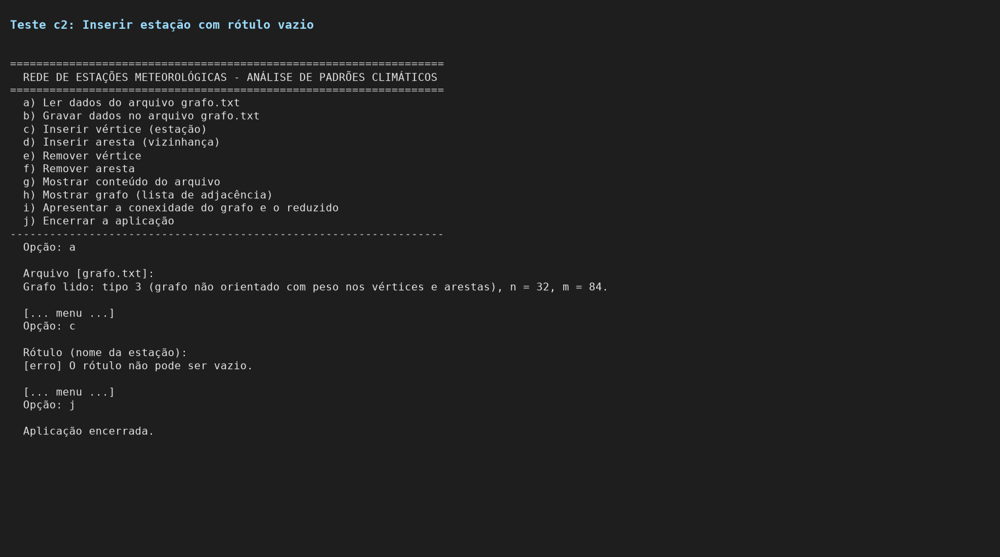 Teste c2: Inserir estação com rótulo vazio
==================================================================
REDE DE ESTAÇÕES METEOROLÓGICAS - ANÁLISE DE PADRÕES CLIMÁTICOS
==================================================================
a) Ler dados do arquivo grafo.txt
b) Gravar dados no arquivo grafo.txt
c) Inserir vértice (estação)
d) Inserir aresta (vizinhança)
e) Remover vértice
f) Remover aresta
g) Mostrar conteúdo do arquivo
h) Mostrar grafo (lista de adjacência)
i) Apresentar a conexidade do grafo e o reduzido
j) Encerrar a aplicação
------------------------------------------------------------------
Opção: a
Arquivo [grafo.txt]:
Grafo lido: tipo 3 (grafo não orientado com peso nos vértices e arestas), n = 32, m = 84.
[... menu ...]
Opção: c
Rótulo (nome da estação):
[erro] O rótulo não pode ser vazio.
[... menu ...]
Opção: j
Aplicação encerrada.